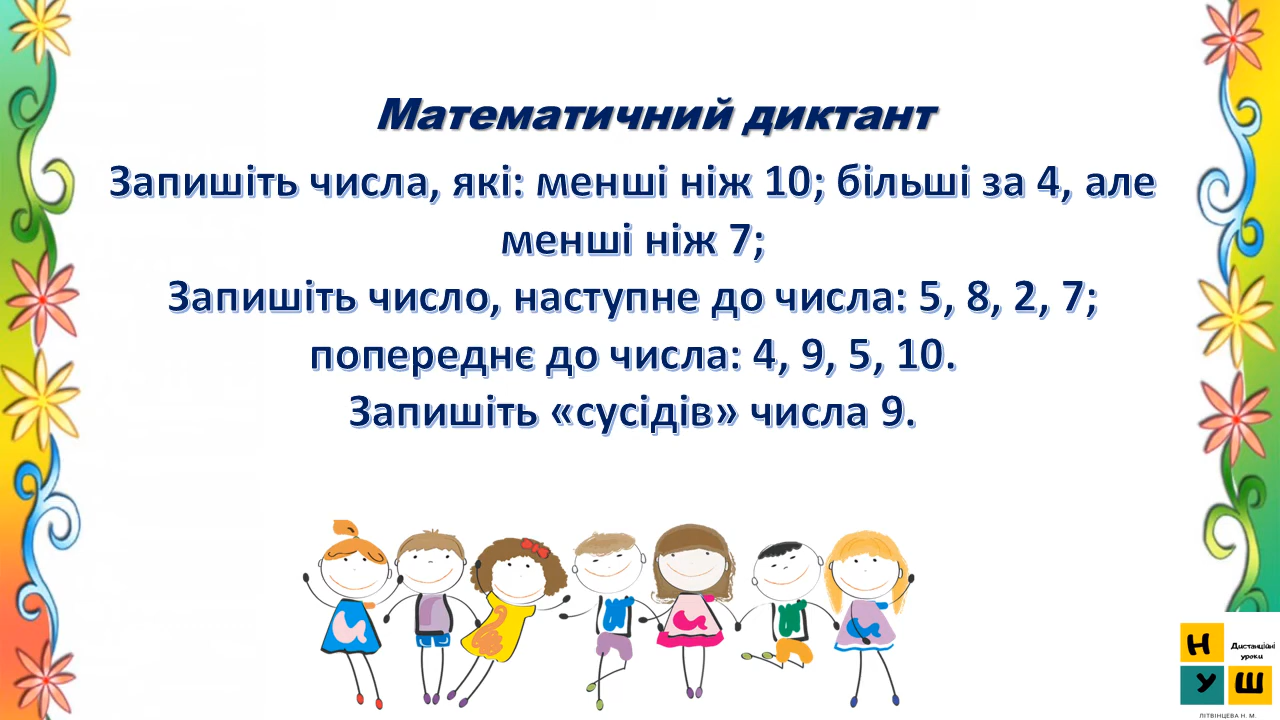 Математичний диктант
Запишіть числа, які: менші ніж 10; більші за 4, але
менші ніж 7;
Запишіть число, наступне до числа: 5, 8, 2, 7;
попереднє до числа: 4, 9, 5, 10.
Запишіть «сусідів» числа 9.
Н
Дистанційні
уроки
У Ш
ЛІТВІНЦЕВА Н. М.